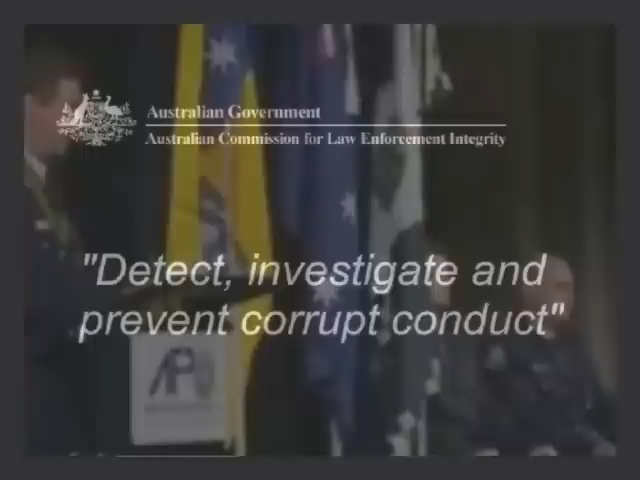 Australian Government
Australian Commission for Law Enforcement Integrity
"Detect, investigate and
prevent corrupt conduct"